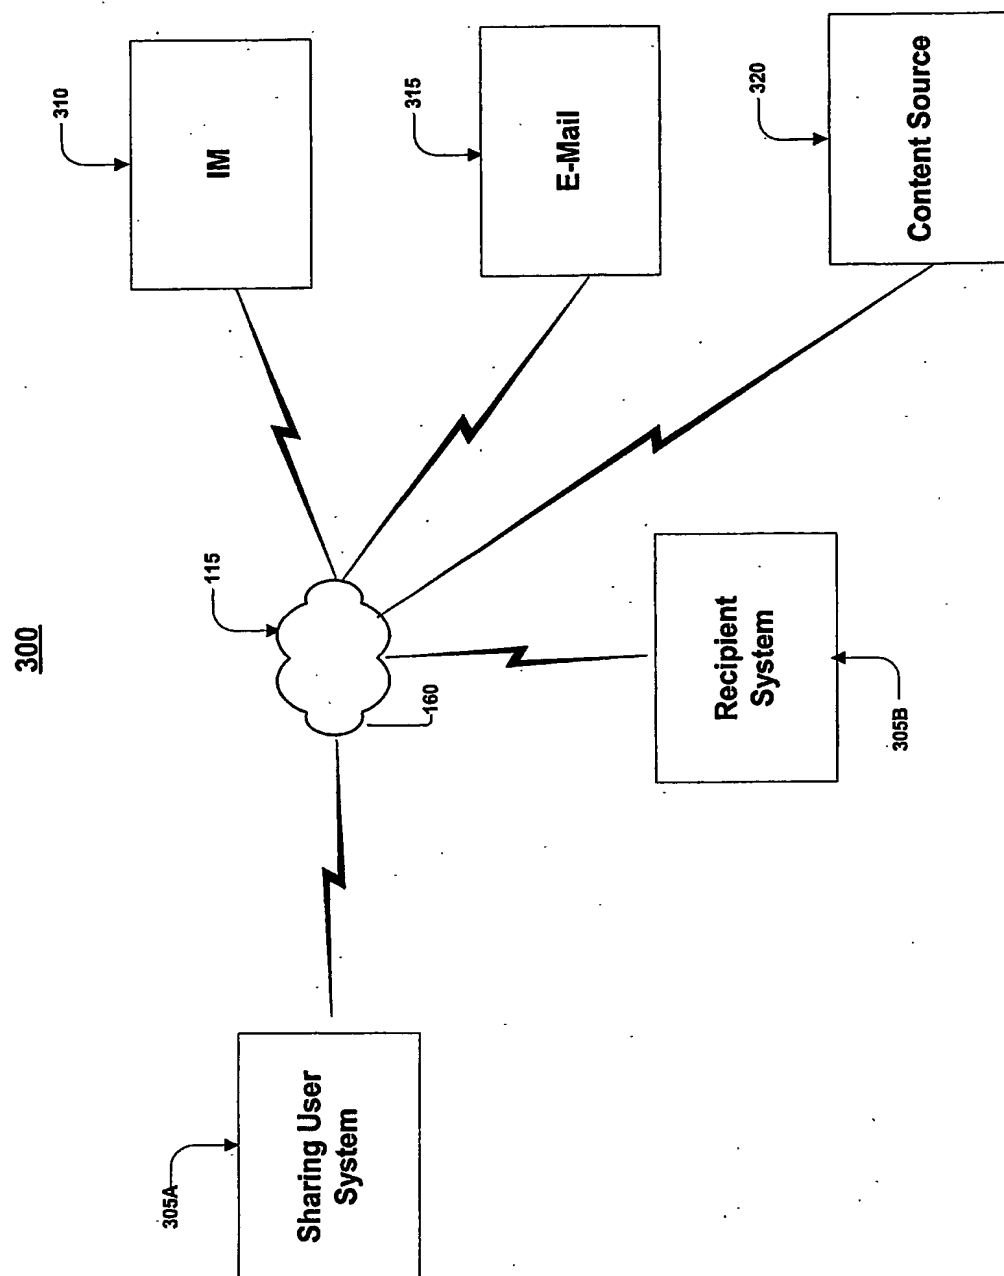 300
305A
Sharing User
System
115
160
310
IM
315
E-Mail
320
Content Source
Recipient
System
305B